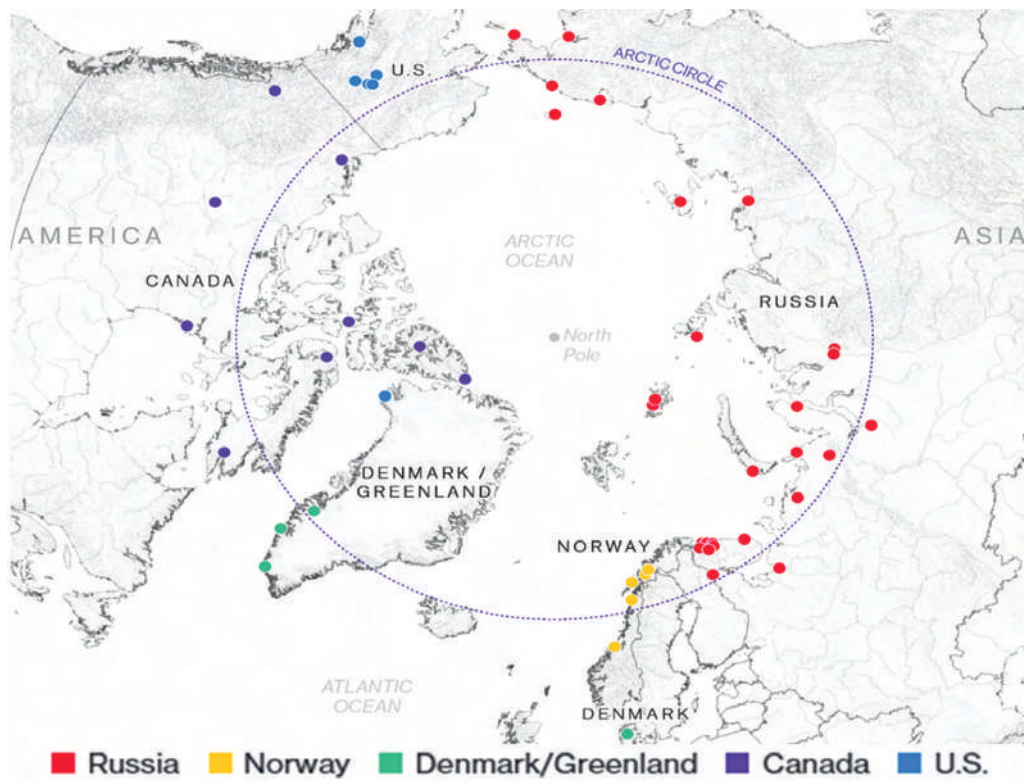 U.S.
ARCTIC CIRCLE
AMERICA
ARCTIC
OCEAN
ASIA
CANADA
RUSSIA
North
Pole
DENMARK /
GREENLAND
NORWAY
ATLANTIC
OCEAN
DENMARK
Russia Norway Denmark/Greenland Canada U.S.